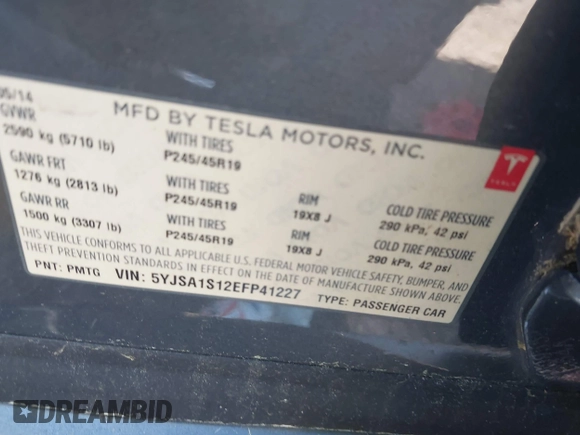 05/14
MFD BY TESLA MOTORS, INC.
GVWR
2590 kg (5710 lb)
WITH TIRES
P245/45R19
GAWR FRT
1276 kg (2813 lb)
WITH TIRES
P245/45R19
RIM
19X8 J
COLD TIRE PRESSURE
290 kPa, 42 psi
GAWR RR
1500 kg (3307 lb)
WITH TIRES
P245/45R19
RIM
19X8 J
COLD TIRE PRESSURE
290 kPa, 42 psi
THIS VEHICLE CONFORMS TO ALL APPLICABLE U.S. FEDERAL MOTOR VEHICLE SAFETY, BUMPER, AND
THEFT PREVENTION STANDARDS IN EFFECT ON THE DATE OF MANUFACTURE SHOWN ABOVE.
PNT: PMTG VIN: 5YJSA1S12EFP41227 TYPE: PASSENGER CAR
TESLA
DREAMBID